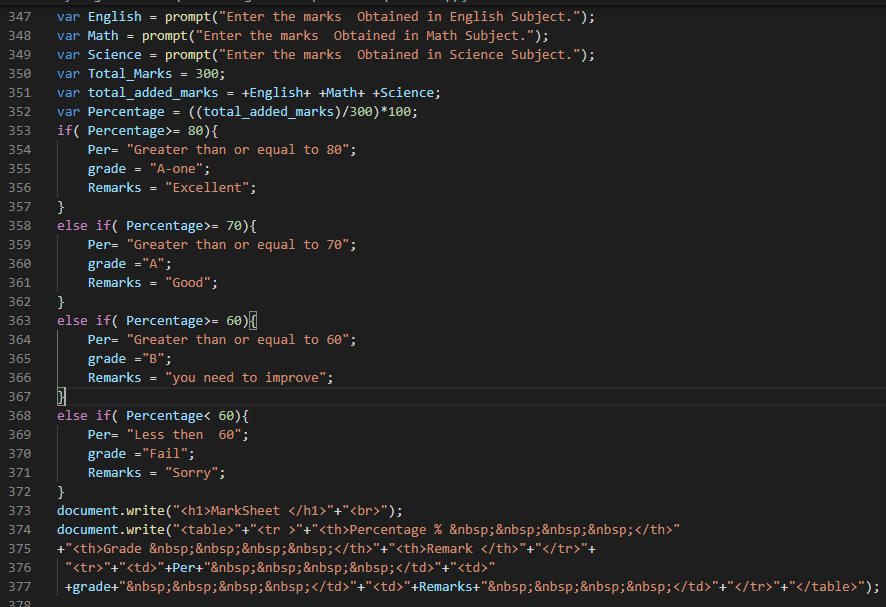 347 var English = prompt("Enter the marks  Obtained in English Subject.");
348 var Math = prompt("Enter the marks  Obtained in Math Subject.");
349 var Science = prompt("Enter the marks  Obtained in Science Subject.");
350 var Total_Marks = 300;
351 var total_added_marks = +English+ +Math+ +Science;
352 var Percentage = ((total_added_marks)/300)*100;
353 if( Percentage>= 80){
354     Per= "Greater than or equal to 80";
355     grade = "A-one";
356     Remarks = "Excellent";
357 }
358 else if( Percentage>= 70){
359     Per= "Greater than or equal to 70";
360     grade ="A";
361     Remarks = "Good";
362 }
363 else if( Percentage>= 60){
364     Per= "Greater than or equal to 60";
365     grade ="B";
366     Remarks = "you need to improve";
367 }
368 else if( Percentage< 60){
369     Per= "Less then  60";
370     grade ="Fail";
371     Remarks = "Sorry";
372 }
373 document.write("<h1>MarkSheet </h1>"+"<br>");
374 document.write("<table>"+"<tr >"+"<th>Percentage % &nbsp;&nbsp;&nbsp;&nbsp;</th>"
375 +"<th>Grade &nbsp;&nbsp;&nbsp;&nbsp;</th>"+"<th>Remark </th>"+"</tr>"+
376  "<tr>"+"<td>"+Per+"&nbsp;&nbsp;&nbsp;&nbsp;</td>"+"<td>"
377  +grade+"&nbsp;&nbsp;&nbsp;&nbsp;</td>"+"<td>"+Remarks+"&nbsp;&nbsp;&nbsp;&nbsp;</td>"+"</tr>"+"</table>");
378